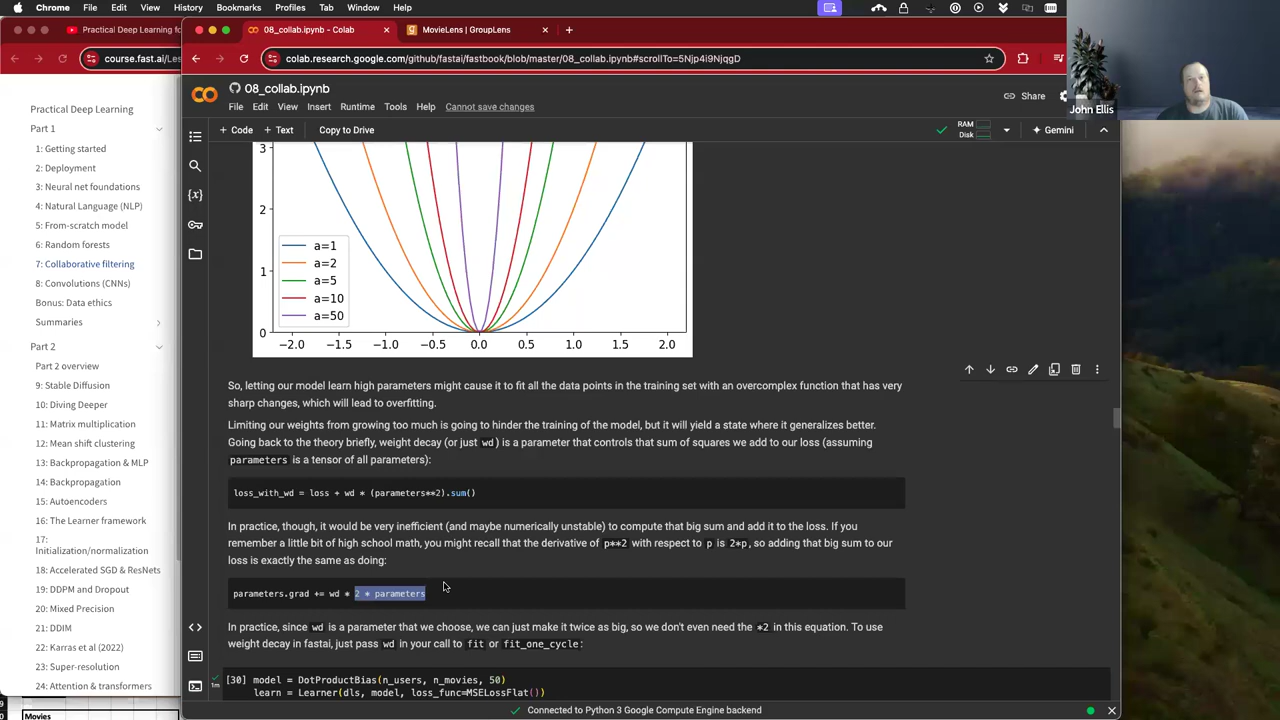 Chrome File Edit View History Bookmarks Profiles Tab Window Help
Practical Deep Learning fo
08_collab.ipynb - Colab
MovieLens | GroupLens
course.fast.ai/Les
colab.research.google.com/github/fastai/fastbook/blob/master/08_collab.ipynb#scrollTo=5Njp4i9NjqgD
John Ellis
08_collab.ipynb
File Edit View Insert Runtime Tools Help Cannot save changes
Share
+ Code + Text Copy to Drive
RAM
Disk
Gemini
Practical Deep Learning
Part 1
1: Getting started
2: Deployment
3: Neural net foundations
4: Natural Language (NLP)
5: From-scratch model
6: Random forests
7: Collaborative filtering
8: Convolutions (CNNs)
Bonus: Data ethics
Summaries
Part 2
Part 2 overview
9: Stable Diffusion
10: Diving Deeper
11: Matrix multiplication
12: Mean shift clustering
13: Backpropagation & MLP
14: Backpropagation
15: Autoencoders
16: The Learner framework
17:
Initialization/normalization
18: Accelerated SGD & ResNets
19: DDPM and Dropout
20: Mixed Precision
21: DDIM
22: Karras et al (2022)
23: Super-resolution
24: Attention & transformers
Movies
3
2
1
0
a=1
a=2
a=5
a=10
a=50
−2.0 −1.5 −1.0 −0.5 0.0 0.5 1.0 1.5 2.0
So, letting our model learn high parameters might cause it to fit all the data points in the training set with an overcomplex function that has very
sharp changes, which will lead to overfitting.
Limiting our weights from growing too much is going to hinder the training of the model, but it will yield a state where it generalizes better.
Going back to the theory briefly, weight decay (or just wd) is a parameter that controls that sum of squares we add to our loss (assuming
parameters is a tensor of all parameters):
loss_with_wd = loss + wd * (parameters**2).sum()
In practice, though, it would be very inefficient (and maybe numerically unstable) to compute that big sum and add it to the loss. If you
remember a little bit of high school math, you might recall that the derivative of p**2 with respect to p is 2*p, so adding that big sum to our
loss is exactly the same as doing:
parameters.grad += wd * 2 * parameters
In practice, since wd is a parameter that we choose, we can just make it twice as big, so we don't even need the *2 in this equation. To use
weight decay in fastai, just pass wd in your call to fit or fit_one_cycle:
[30] model = DotProductBias(n_users, n_movies, 50)
1m
learn = Learner(dls, model, loss_func=MSELossFlat())
Connected to Python 3 Google Compute Engine backend